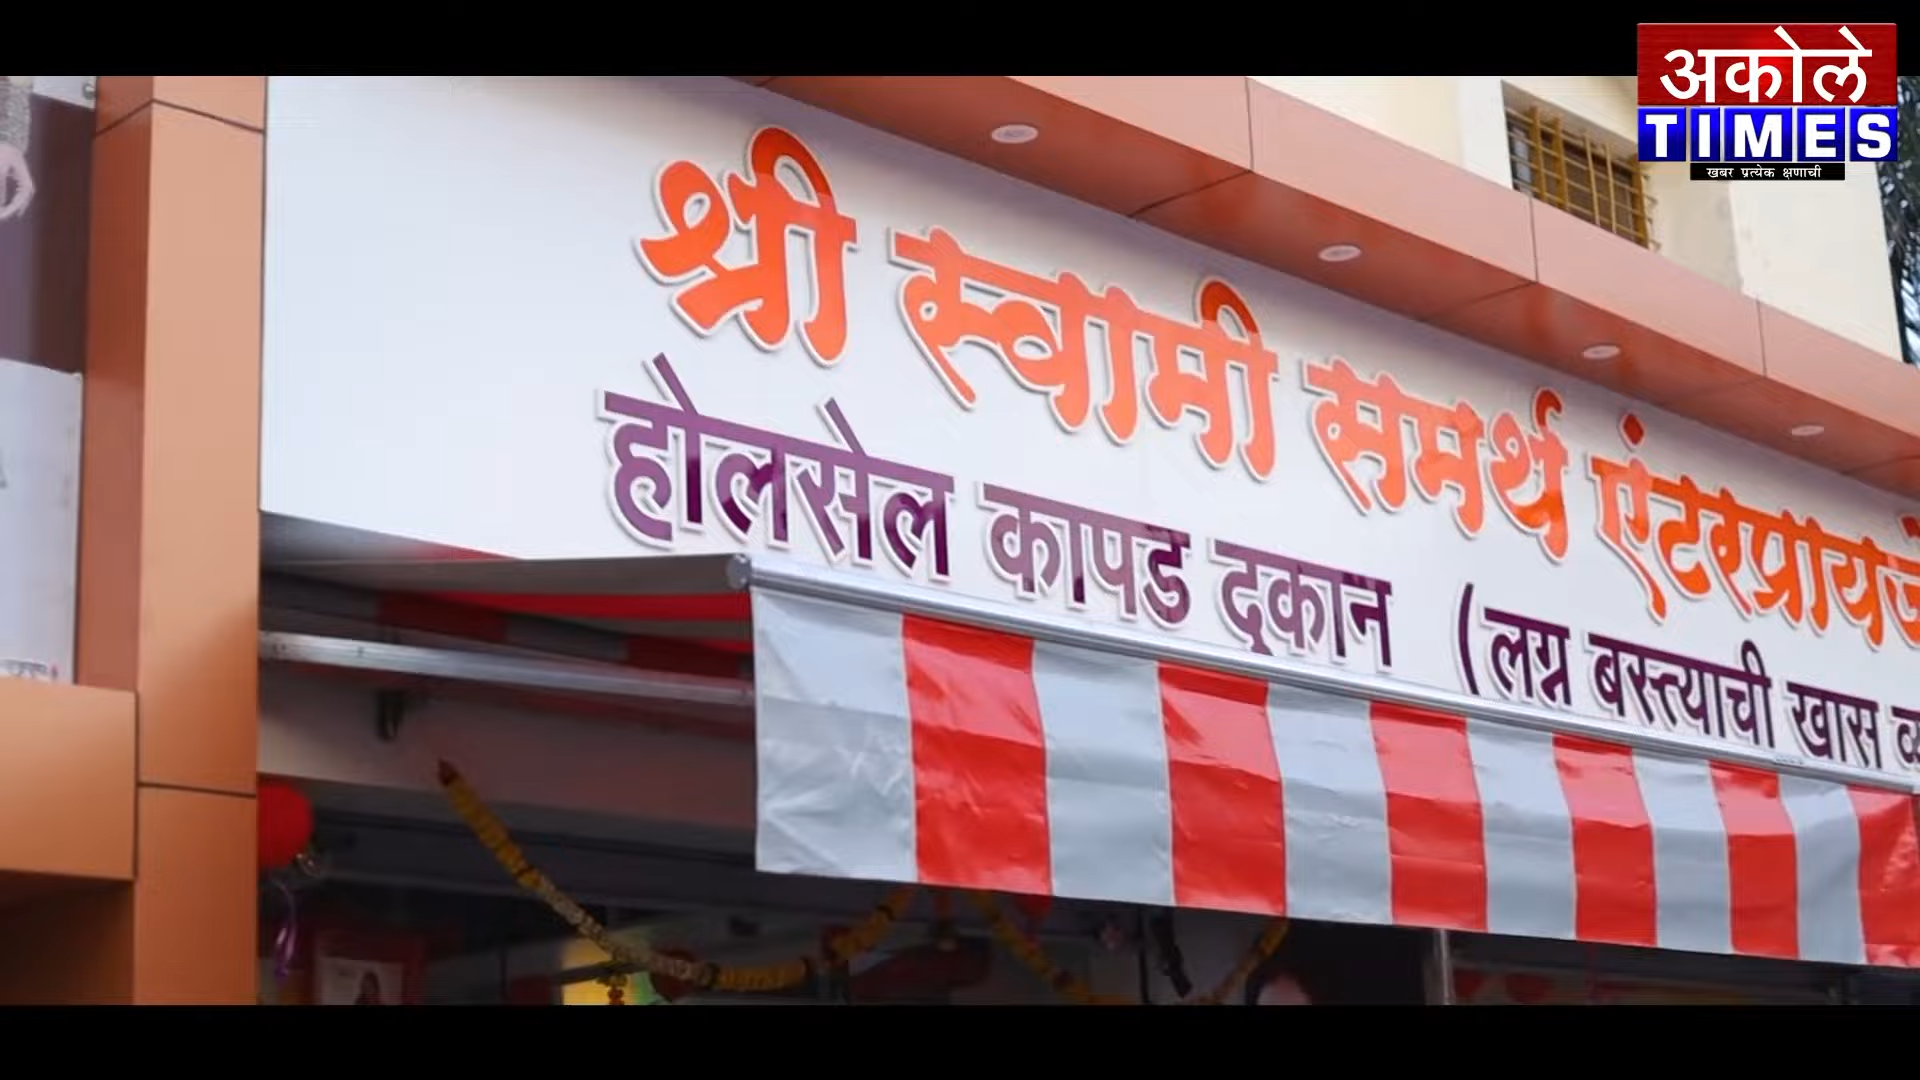 अकोले
TIMES
खबर प्रत्येक क्षणाची
श्री स्वामी समर्थ
होलसेल कापड दुकान (लग्न बस्त्याची खास